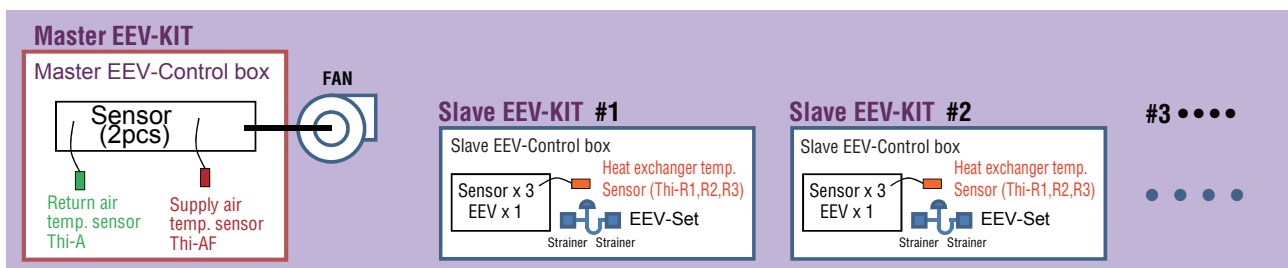 Master EEV-KIT
Master EEV-Control box
Sensor
(2pcs)
Return air
temp. sensor
Thi-A
Supply air
temp. sensor
Thi-AF
FAN
Slave EEV-KIT #1
Slave EEV-Control box
Heat exchanger temp.
Sensor (Thi-R1,R2,R3)
Sensor x 3
EEV x 1
EEV-Set
Strainer Strainer
Slave EEV-KIT #2
Slave EEV-Control box
Heat exchanger temp.
Sensor (Thi-R1,R2,R3)
Sensor x 3
EEV x 1
EEV-Set
Strainer Strainer
#3 ••••